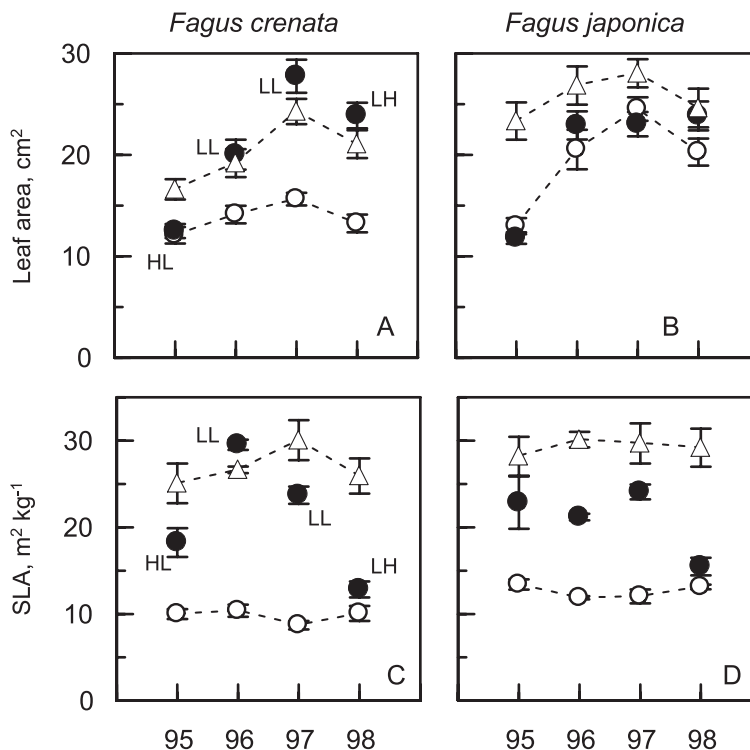 Fagus crenata
Fagus japonica
30
20
10
0
Leaf area, cm²
LL
LL
LH
HL
A
B
30
20
10
0
SLA, m² kg⁻¹
LL
LL
HL
LH
C
D
95 96 97 98
95 96 97 98